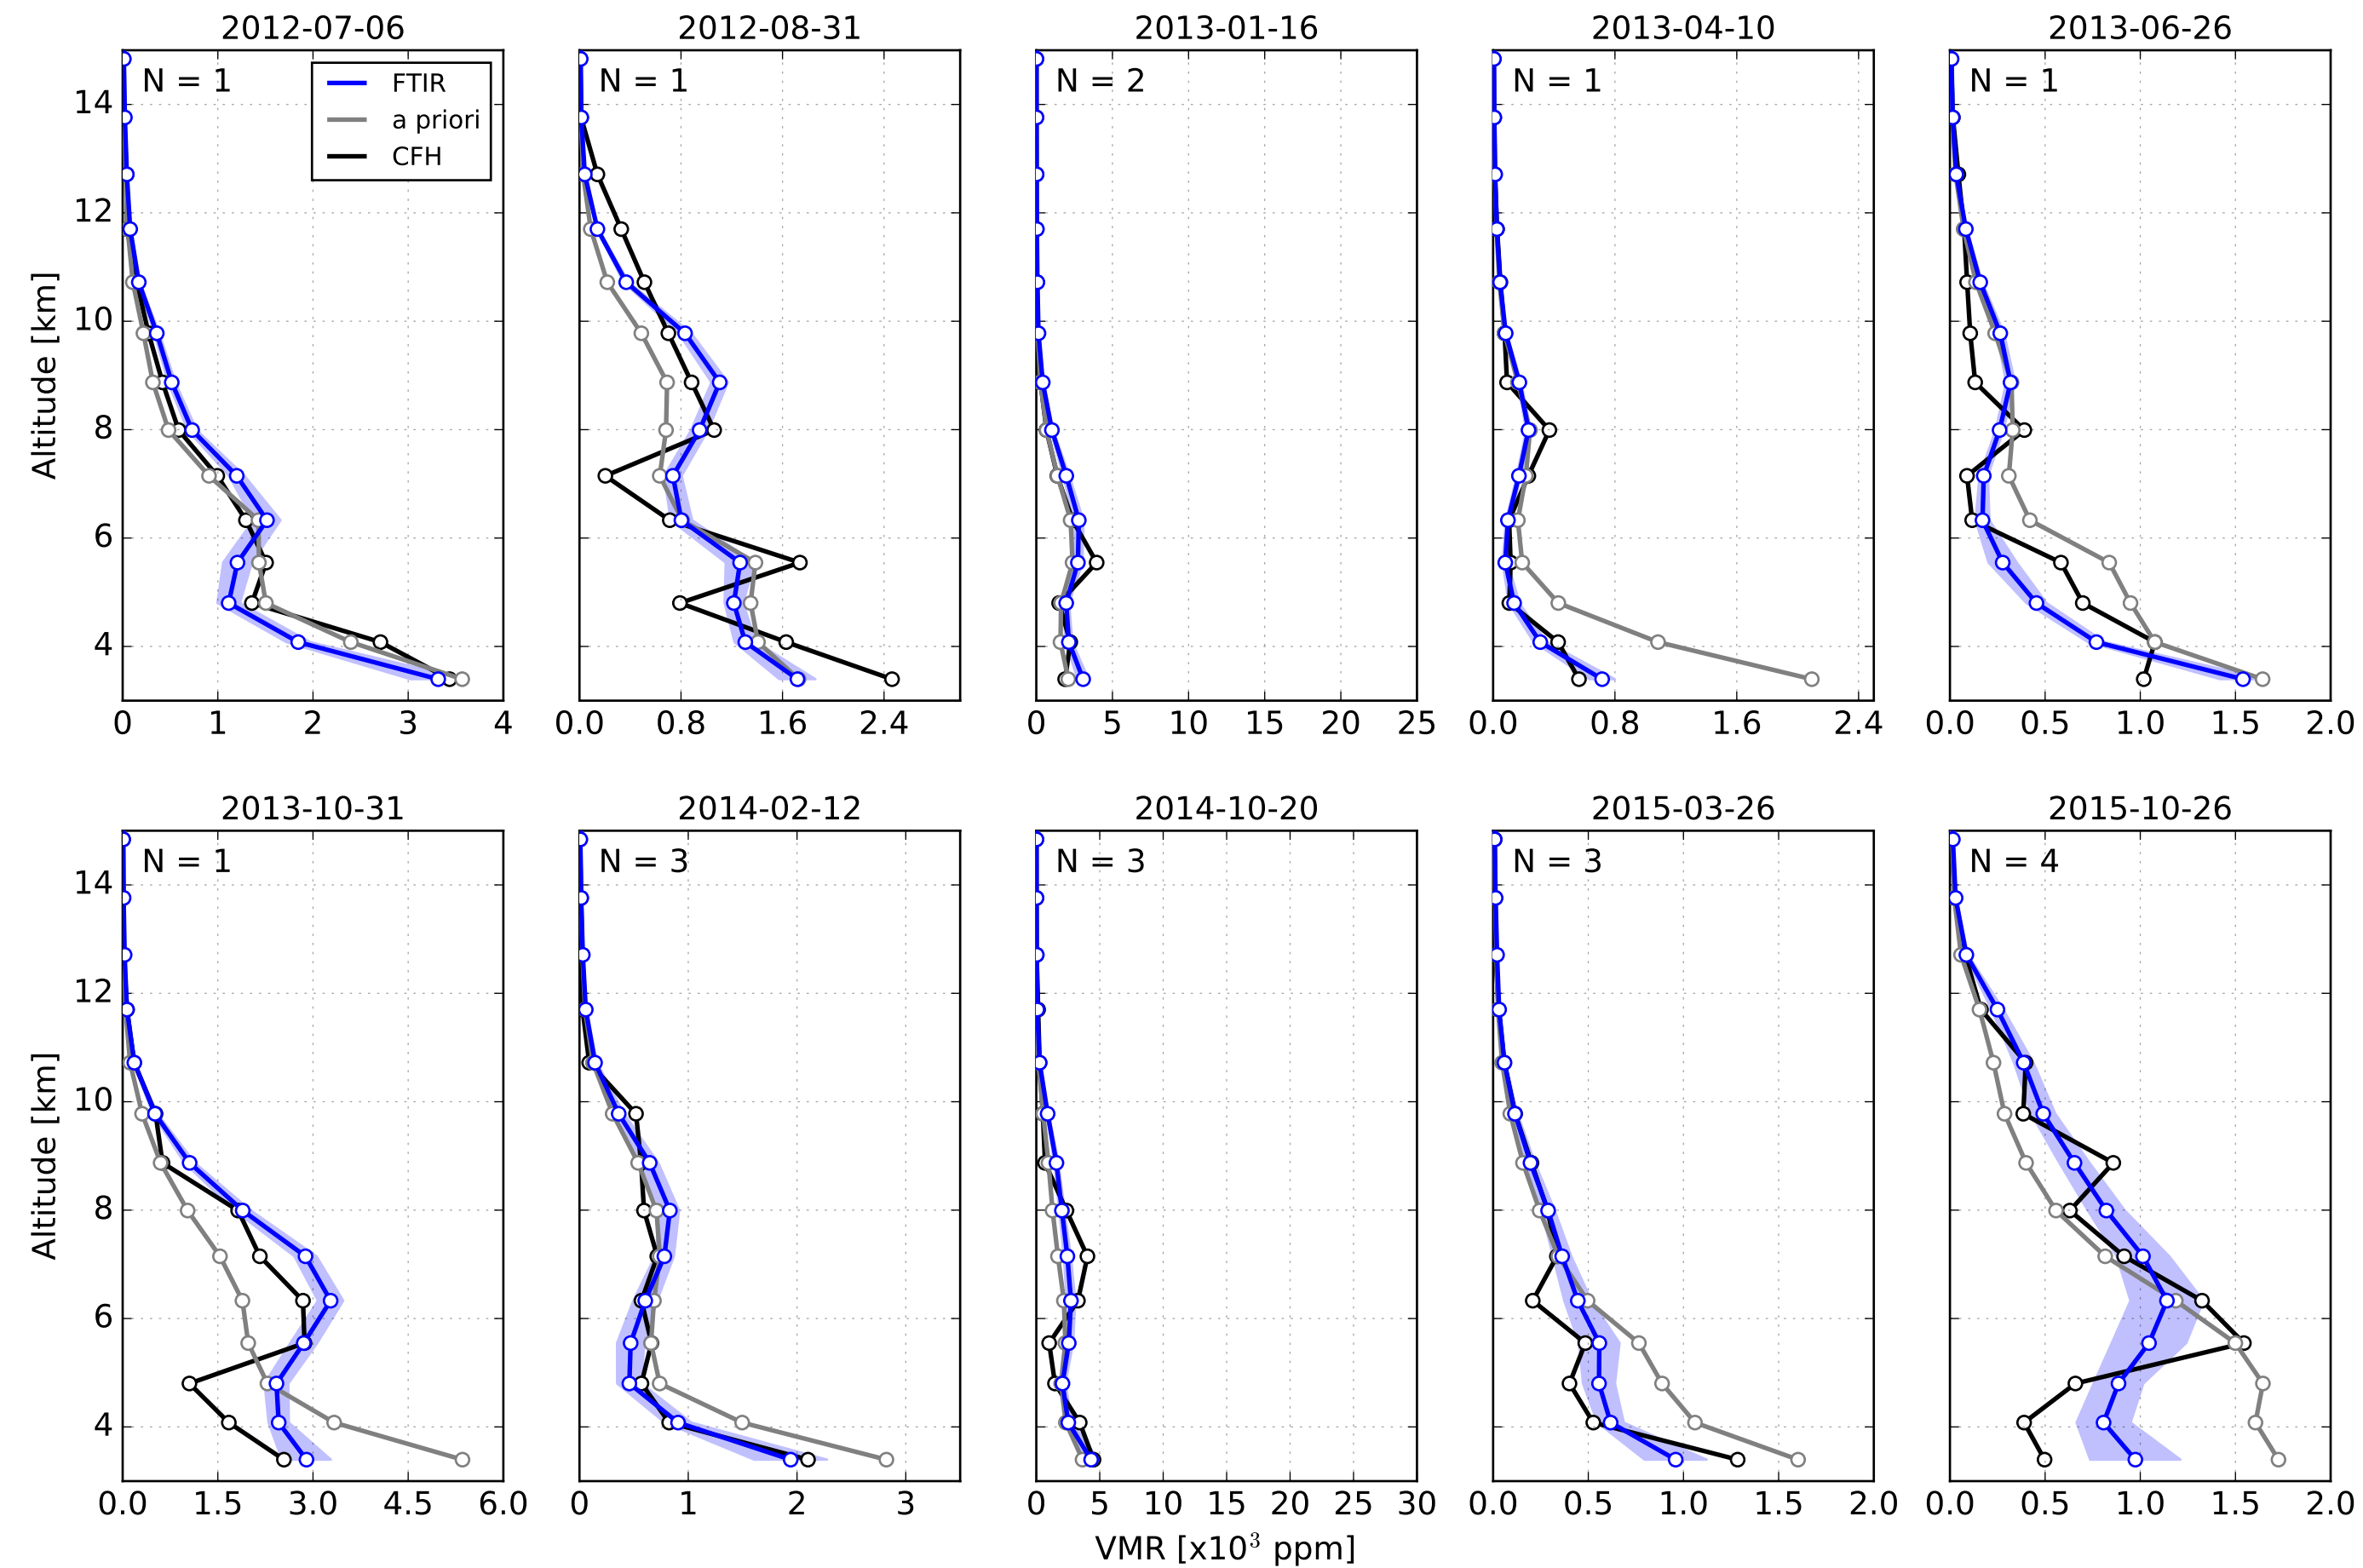 2012-07-06 2012-08-31 2013-01-16 2013-04-10 2013-06-26
N = 1 N = 1 N = 2 N = 1 N = 1
FTIR
a priori
CFH
14
12
10
8
6
4
Altitude [km]
0 1 2 3 4 0.0 0.8 1.6 2.4 0 5 10 15 20 25 0.0 0.8 1.6 2.4 0.0 0.5 1.0 1.5 2.0
2013-10-31 2014-02-12 2014-10-20 2015-03-26 2015-10-26
N = 1 N = 3 N = 3 N = 3 N = 4
14
12
10
8
6
4
Altitude [km]
0.0 1.5 3.0 4.5 6.0 0 1 2 3 0 5 10 15 20 25 30 0.0 0.5 1.0 1.5 2.0 0.0 0.5 1.0 1.5 2.0
VMR [x10³ ppm]